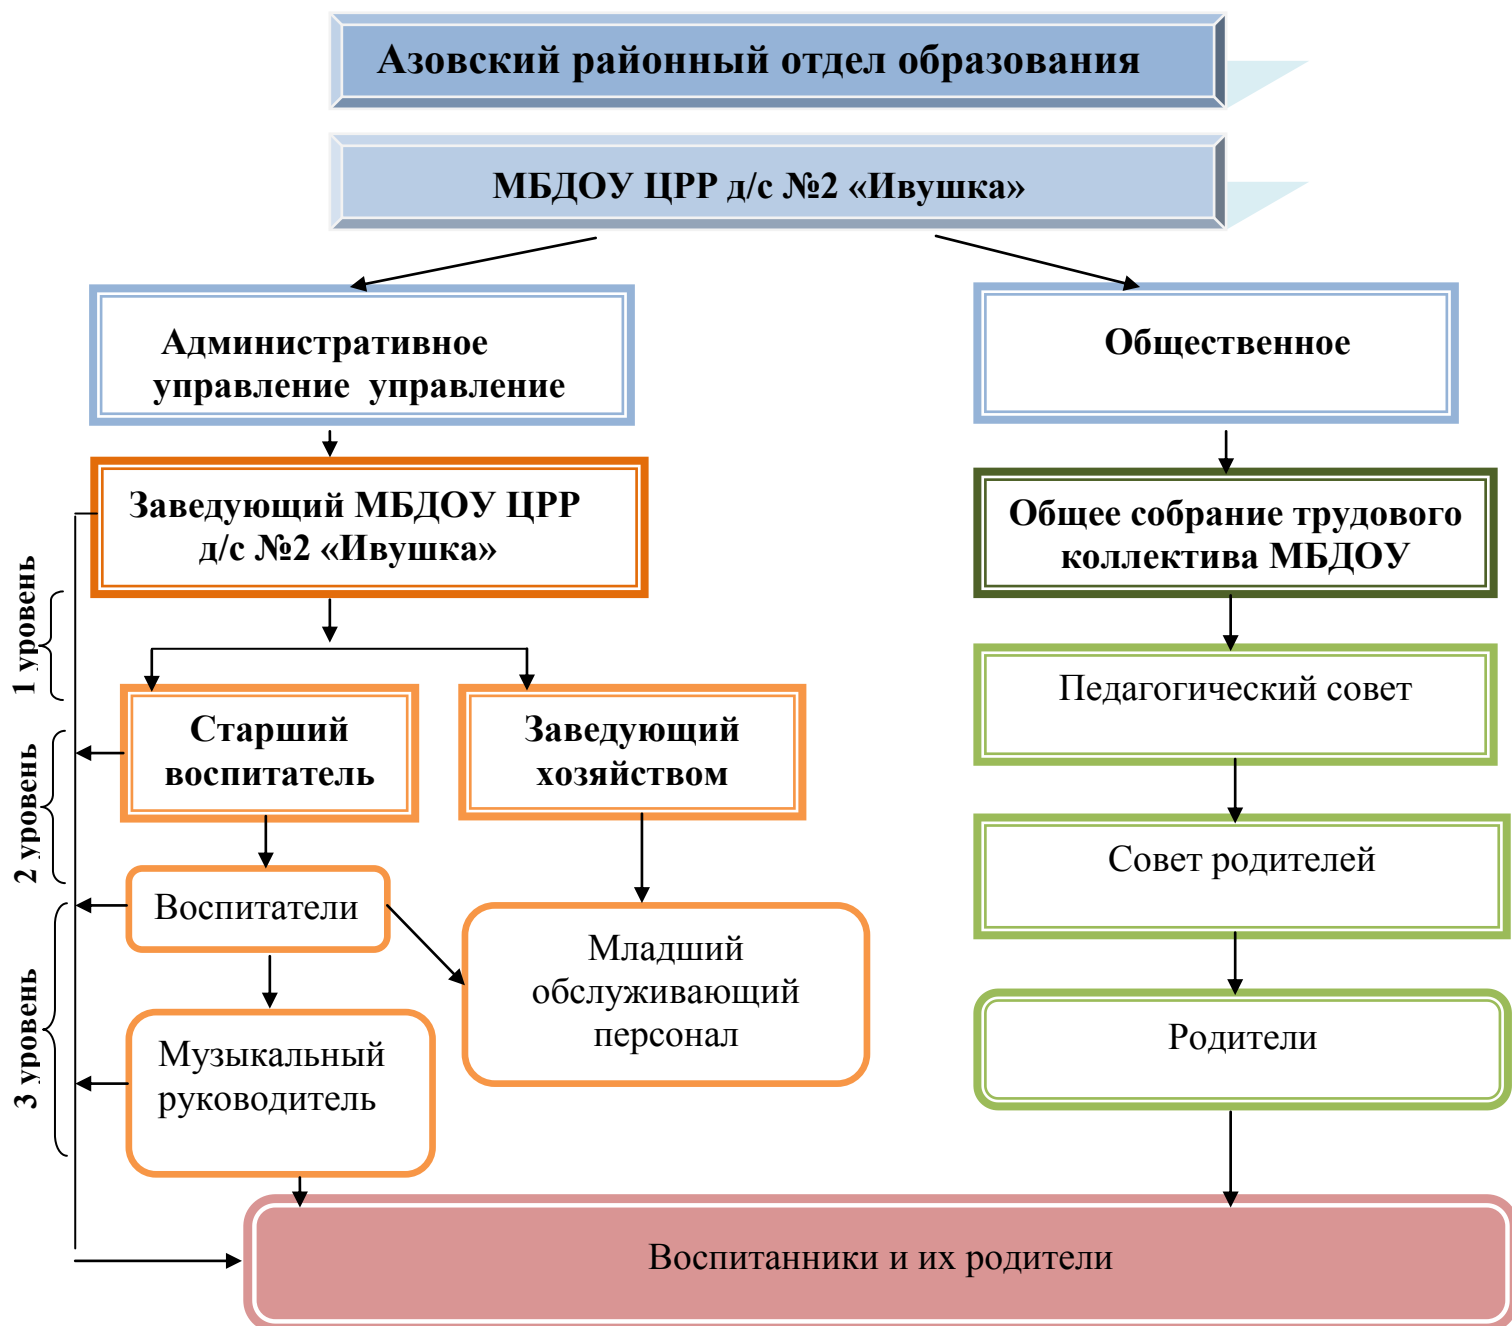 Азовский районный отдел образования
МБДОУ ЦРР д/с №2 «Ивушка»
Административное
управление управление
Общественное
Заведующий МБДОУ ЦРР
д/с №2 «Ивушка»
Общее собрание трудового
коллектива МБДОУ
1 уровень
Старший
воспитатель
Заведующий
хозяйством
Педагогический совет
2 уровень
Воспитатели
Младший
обслуживающий
персонал
Совет родителей
3 уровень
Музыкальный
руководитель
Родители
Воспитанники и их родители